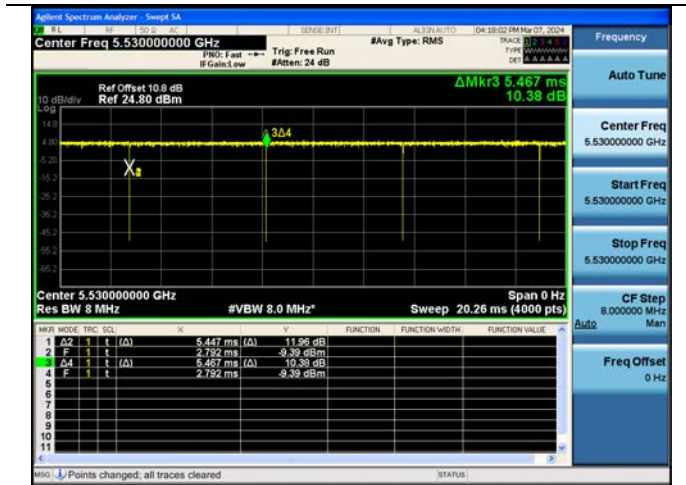 Agilent Spectrum Analyzer - Swept SA
RL RF 50 Ω AC SENSE:INT ALIGN AUTO 04:18:02 PM Mar 07, 2024
Center Freq 5.530000000 GHz
PNO: Fast
IFGain:Low
Trig: Free Run
#Atten: 24 dB
#Avg Type: RMS
TRACE 1 2 3 4 5 6
TYPE
DET A A A A A A
Ref Offset 10.8 dB
Ref 24.80 dBm
ΔMkr3 5.467 ms
10.38 dB
10 dB/div
Log
14.8
4.80
-5.20
-15.2
-25.2
-35.2
-45.2
-55.2
-65.2
3Δ4
Center 5.530000000 GHz
Span 0 Hz
Res BW 8 MHz
#VBW 8.0 MHz*
Sweep 20.26 ms (4000 pts)
MKR MODE TRC SCL X Y FUNCTION FUNCTION WIDTH FUNCTION VALUE
1 Δ2 1 t (Δ) 5.447 ms (Δ) 11.96 dB
2 F 1 t 2.792 ms -9.39 dBm
3 Δ4 1 t (Δ) 5.467 ms (Δ) 10.38 dB
4 F 1 t 2.792 ms -9.39 dBm
5
6
7
8
9
10
11
MSG Points changed; all traces cleared STATUS
Frequency
Auto Tune
Center Freq
5.530000000 GHz
Start Freq
5.530000000 GHz
Stop Freq
5.530000000 GHz
CF Step
8.000000 MHz
Auto Man
Freq Offset
0 Hz